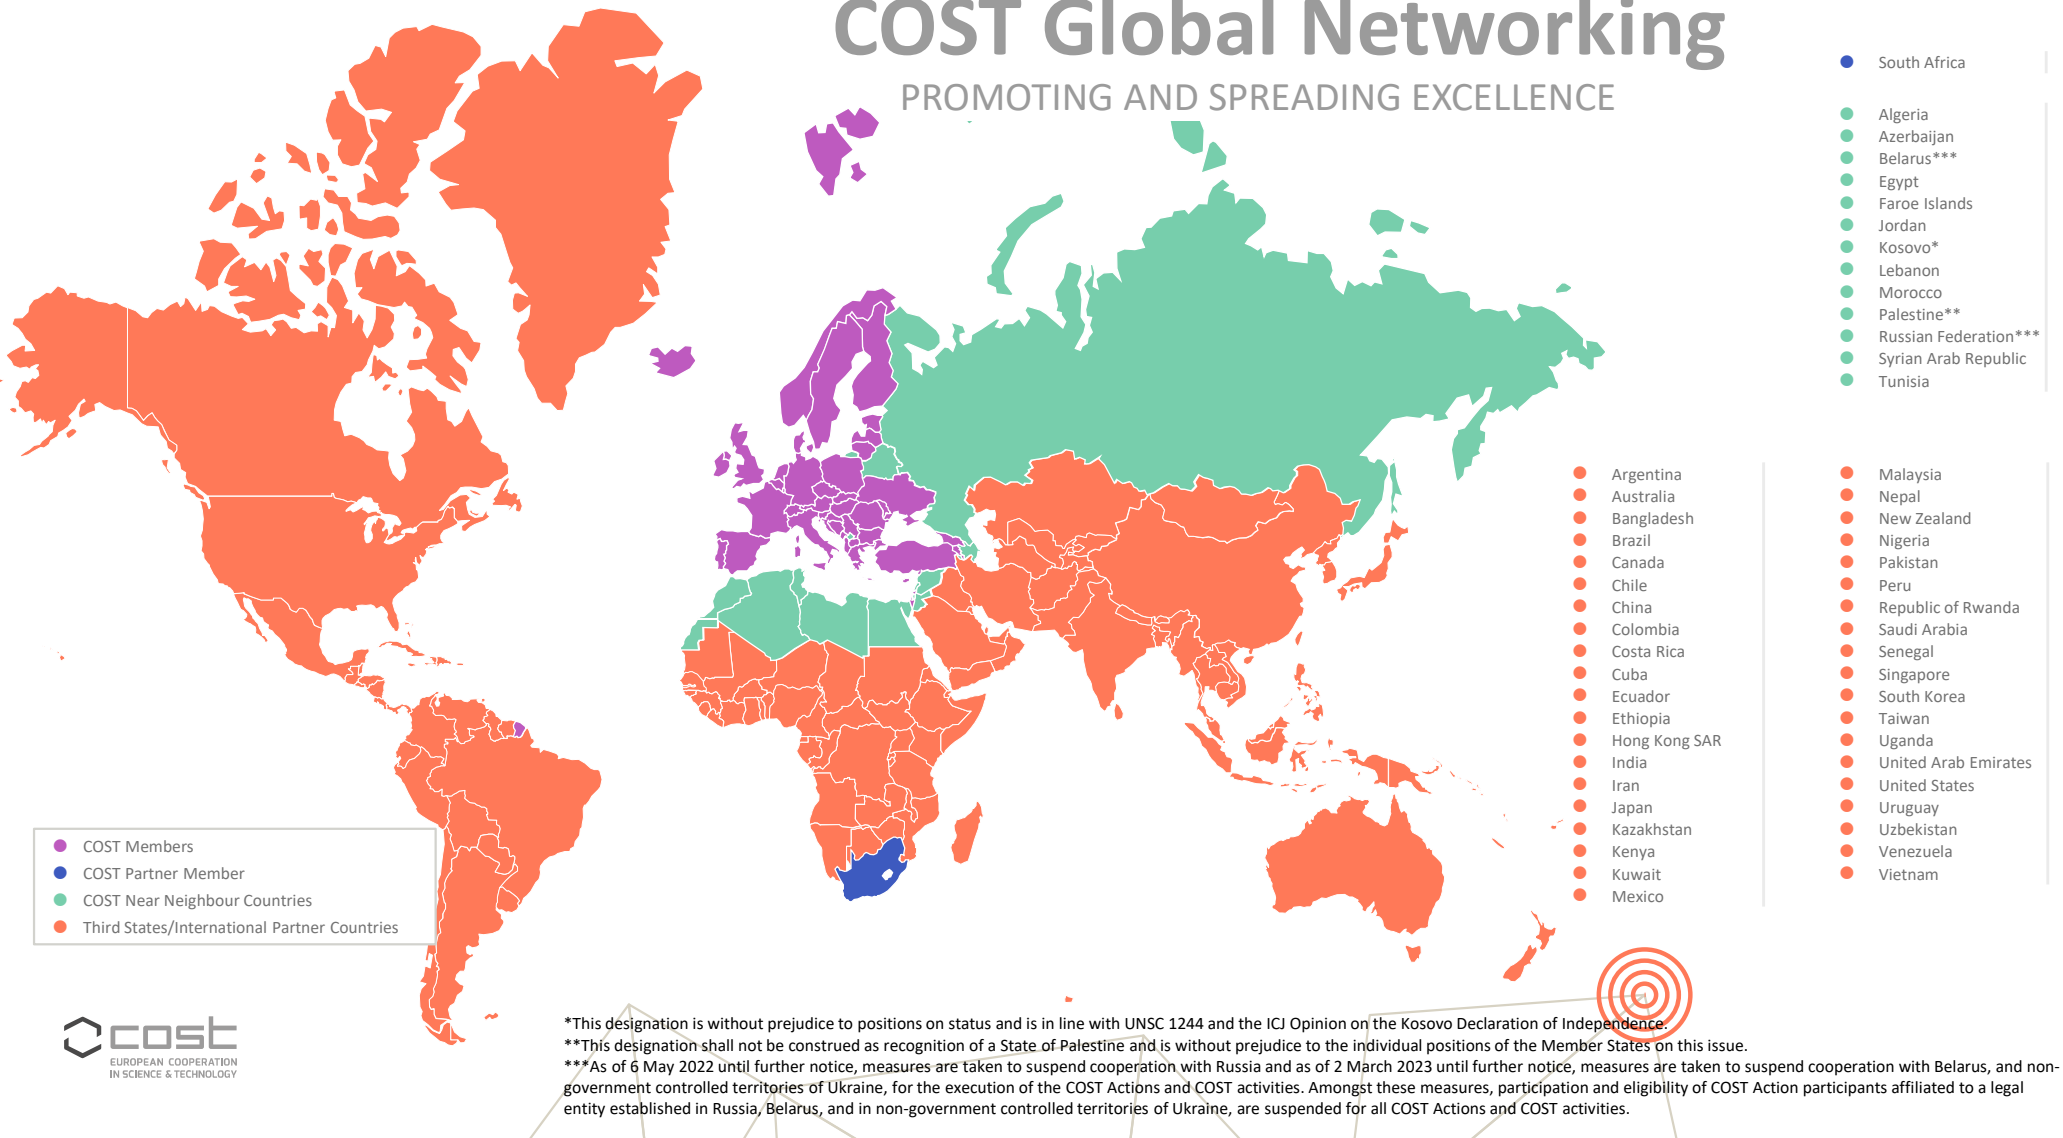 COST Global Networking
PROMOTING AND SPREADING EXCELLENCE
South Africa
Algeria
Azerbaijan
Belarus***
Egypt
Faroe Islands
Jordan
Kosovo*
Lebanon
Morocco
Palestine**
Russian Federation***
Syrian Arab Republic
Tunisia
Argentina
Australia
Bangladesh
Brazil
Canada
Chile
China
Colombia
Costa Rica
Cuba
Ecuador
Ethiopia
Hong Kong SAR
India
Iran
Japan
Kazakhstan
Kenya
Kuwait
Mexico
Malaysia
Nepal
New Zealand
Nigeria
Pakistan
Peru
Republic of Rwanda
Saudi Arabia
Senegal
Singapore
South Korea
Taiwan
Uganda
United Arab Emirates
United States
Uruguay
Uzbekistan
Venezuela
Vietnam
COST Members
COST Partner Member
COST Near Neighbour Countries
Third States/International Partner Countries
cost
EUROPEAN COOPERATION
IN SCIENCE & TECHNOLOGY
*This designation is without prejudice to positions on status and is in line with UNSC 1244 and the ICJ Opinion on the Kosovo Declaration of Independence.
**This designation shall not be construed as recognition of a State of Palestine and is without prejudice to the individual positions of the Member States on this issue.
***As of 6 May 2022 until further notice, measures are taken to suspend cooperation with Russia and as of 2 March 2023 until further notice, measures are taken to suspend cooperation with Belarus, and non-
government controlled territories of Ukraine, for the execution of the COST Actions and COST activities. Amongst these measures, participation and eligibility of COST Action participants affiliated to a legal
entity established in Russia, Belarus, and in non-government controlled territories of Ukraine, are suspended for all COST Actions and COST activities.